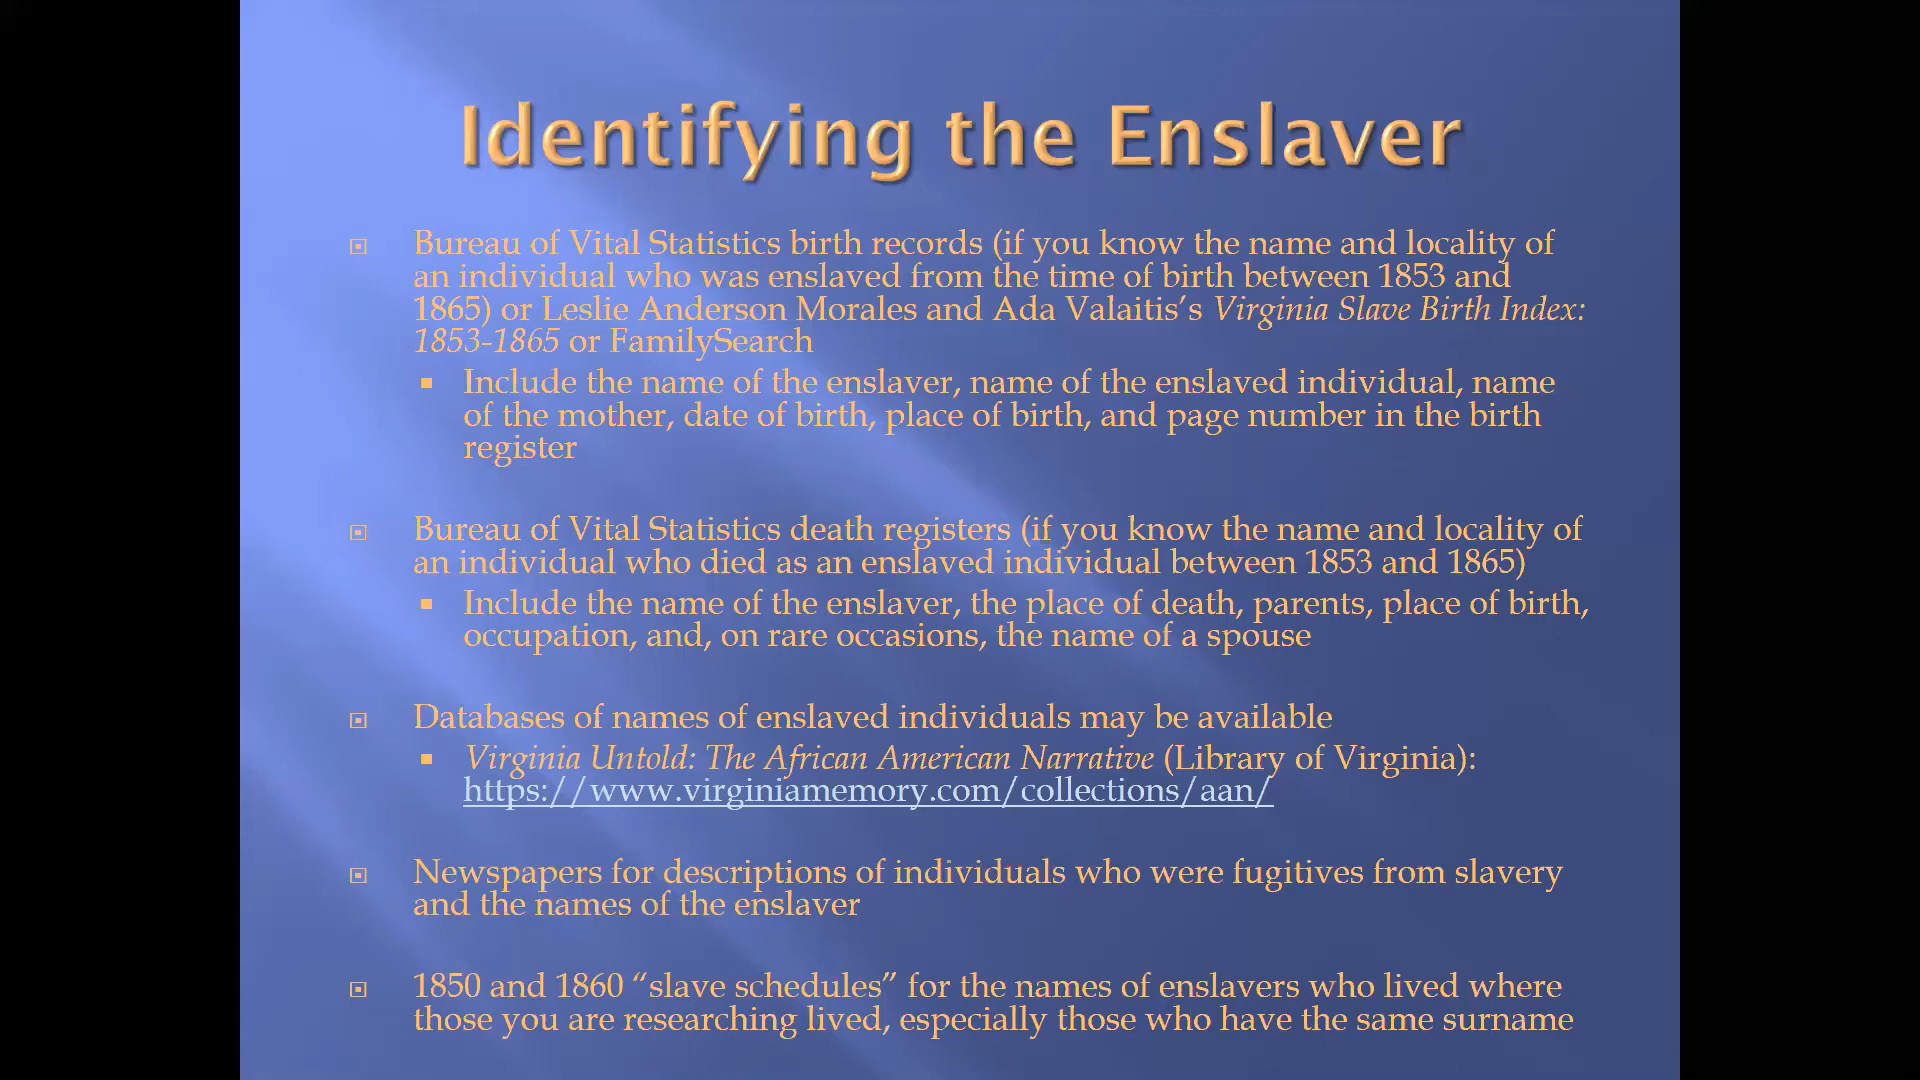 Identifying the Enslaver
Bureau of Vital Statistics birth records (if you know the name and locality of
an individual who was enslaved from the time of birth between 1853 and
1865) or Leslie Anderson Morales and Ada Valaitis’s Virginia Slave Birth Index:
1853-1865 or FamilySearch
Include the name of the enslaver, name of the enslaved individual, name
of the mother, date of birth, place of birth, and page number in the birth
register
Bureau of Vital Statistics death registers (if you know the name and locality of
an individual who died as an enslaved individual between 1853 and 1865)
Include the name of the enslaver, the place of death, parents, place of birth,
occupation, and, on rare occasions, the name of a spouse
Databases of names of enslaved individuals may be available
Virginia Untold: The African American Narrative (Library of Virginia):
https://www.virginiamemory.com/collections/aan/
Newspapers for descriptions of individuals who were fugitives from slavery
and the names of the enslaver
1850 and 1860 “slave schedules” for the names of enslavers who lived where
those you are researching lived, especially those who have the same surname